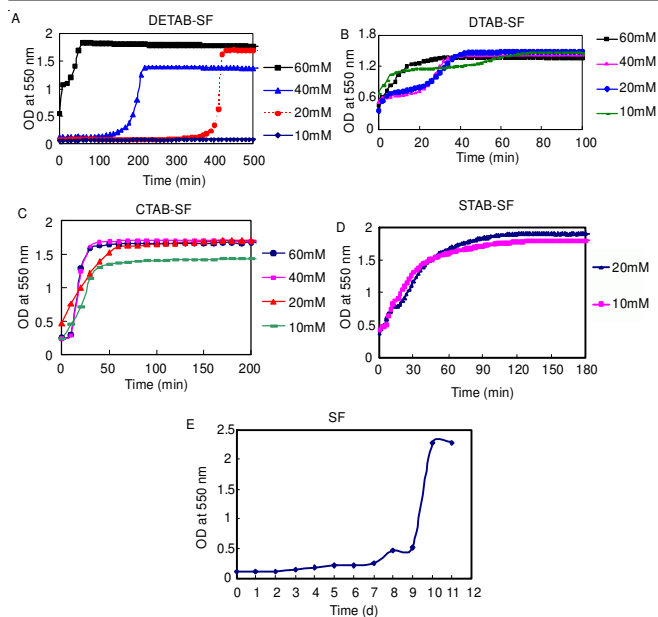 A
DETAB-SF
OD at 550 nm
2
1.5
1
0.5
0
0 100 200 300 400 500
Time (min)
60mM
40mM
20mM
10mM
B
DTAB-SF
OD at 550 nm
1.8
1.4
1
0.6
0.2
0 20 40 60 80 100
Time (min)
60mM
40mM
20mM
10mM
C
CTAB-SF
OD at 550 nm
2
1.5
1
0.5
0
0 50 100 150 200
Time (min)
60mM
40mM
20mM
10mM
D
STAB-SF
OD at 550 nm
2
1.5
1
0.5
0
0 30 60 90 120 150 180
Time (min)
20mM
10mM
E
SF
OD at 550 nm
2.5
2
1.5
1
0.5
0
0 1 2 3 4 5 6 7 8 9 10 11 12
Time (d)